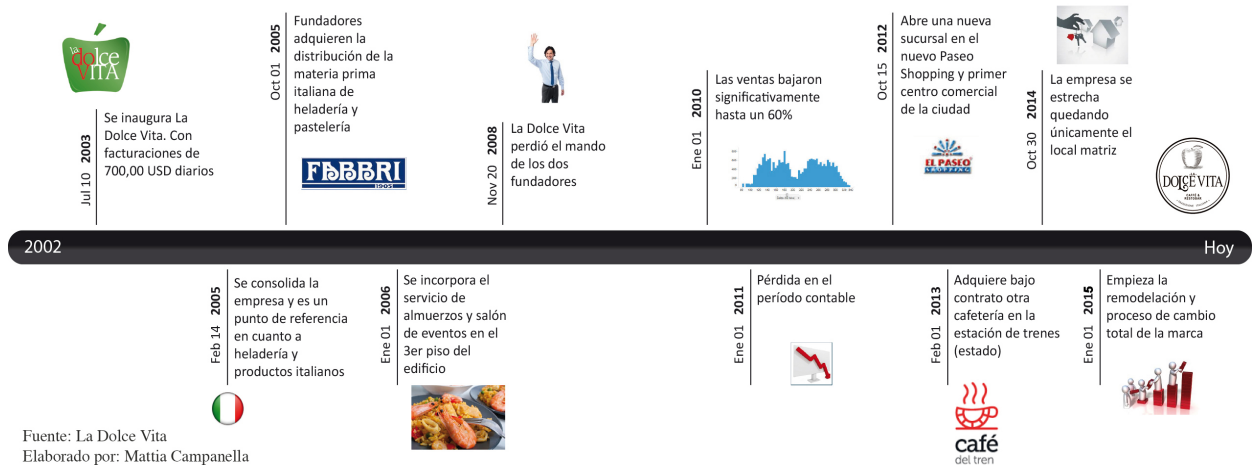 la
dolce
VITA
Jul 10 2003
Se inaugura La
Dolce Vita. Con
facturaciones de
700,00 USD diarios
Oct 01 2005
Fundadores
adquieren la
distribución de la
materia prima
italiana de
heladería y
pastelería
FABBRI
1905
Nov 20 2008
La Dolce Vita
perdió el mando
de los dos
fundadores
Ene 01 2010
Las ventas bajaron
significativamente
hasta un 60%
Oct 15 2012
Abre una nueva
sucursal en el
nuevo Paseo
Shopping y primer
centro comercial
de la ciudad
EL PASEO
SHOPPING
Oct 30 2014
La empresa se
estrecha
quedando
únicamente el
local matriz
LA
DOLCE VITA
CAFFÉ &
RISTOBAR
2002
Hoy
Feb 14 2005
Se consolida la
empresa y es un
punto de referencia
en cuanto a
heladería y
productos italianos
Ene 01 2006
Se incorpora el
servicio de
almuerzos y salón
de eventos en el
3er piso del
edificio
Ene 01 2011
Pérdida en el
período contable
Feb 01 2013
Adquiere bajo
contrato otra
cafetería en la
estación de trenes
(estado)
café
del tren
Ene 01 2015
Empieza la
remodelación y
proceso de cambio
total de la marca
Fuente: La Dolce Vita
Elaborado por: Mattia Campanella